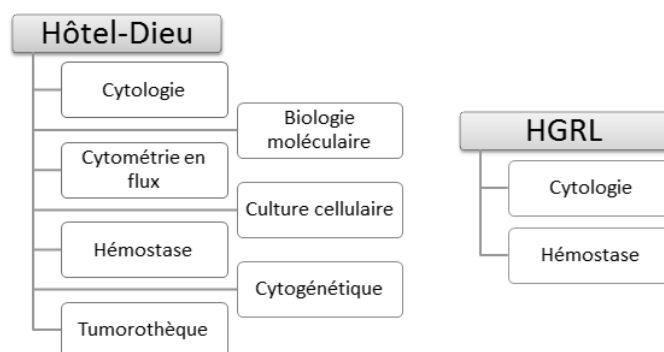 Hôtel-Dieu
Cytologie
Biologie
moléculaire
Cytométrie en
flux
Culture cellulaire
Hémostase
Cytogénétique
Tumorothèque
HGRL
Cytologie
Hémostase